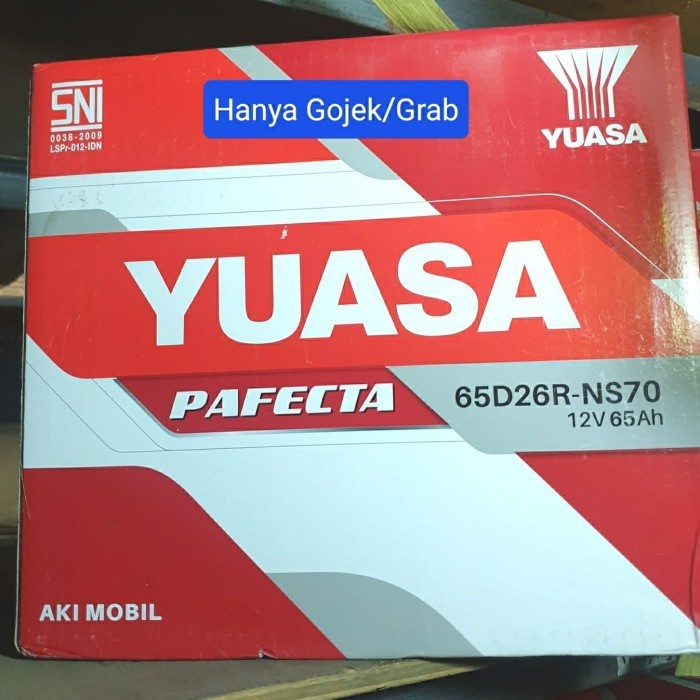 SNI
0038-2009
LSPr-012-IDN
Hanya Gojek/Grab
YUASA
YUASA
PAFECTA
65D26R-NS70
12V 65Ah
AKI MOBIL